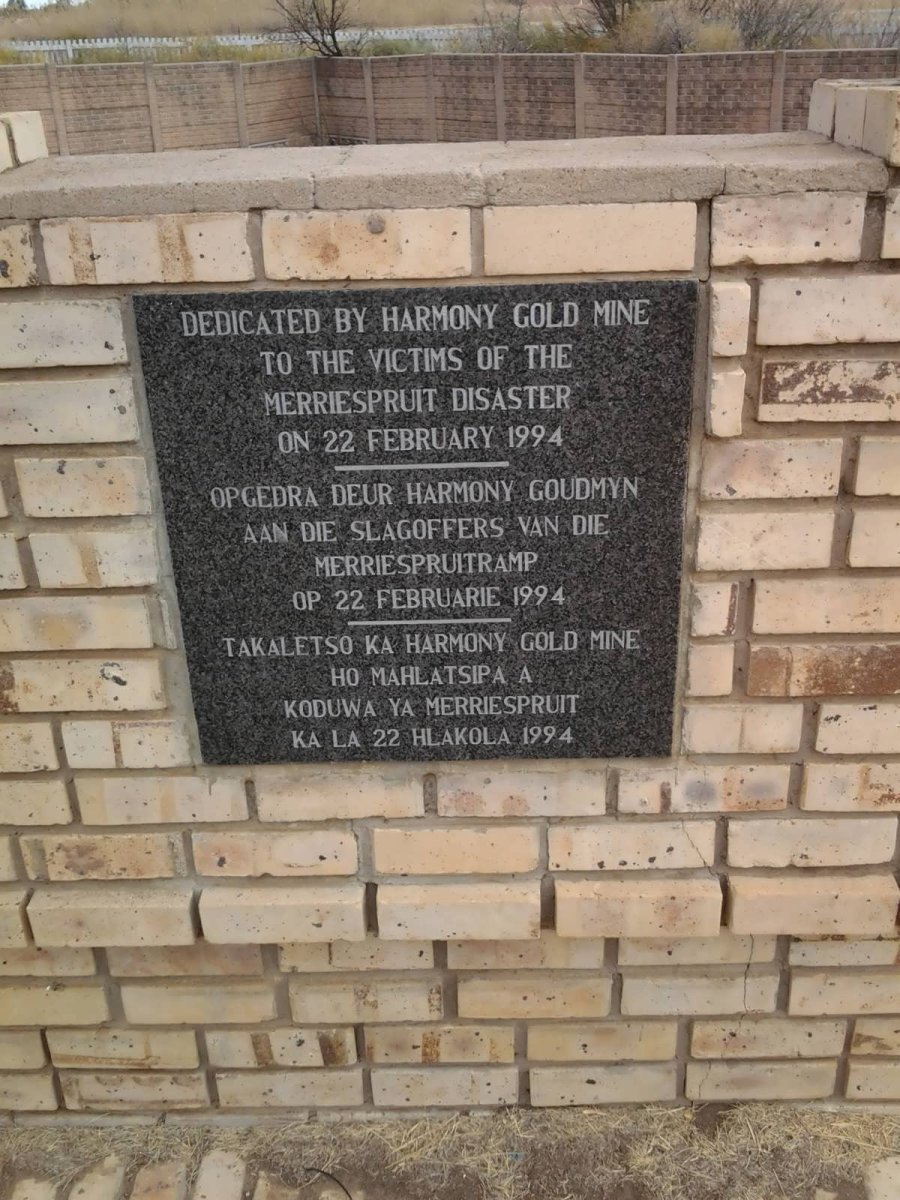 DEDICATED BY HARMONY GOLD MINE
TO THE VICTIMS OF THE
MERRIESPRUIT DISASTER
ON 22 FEBRUARY 1994
OPGEDRA DEUR HARMONY GOUDMYN
AAN DIE SLAGOFFERS VAN DIE
MERRIESPRUITRAMP
OP 22 FEBRUARIE 1994
TAKALETSO KA HARMONY GOLD MINE
HO MAHLATSIPA A
KODUWA YA MERRIESPRUIT
KA LA 22 HLAKOLA 1994